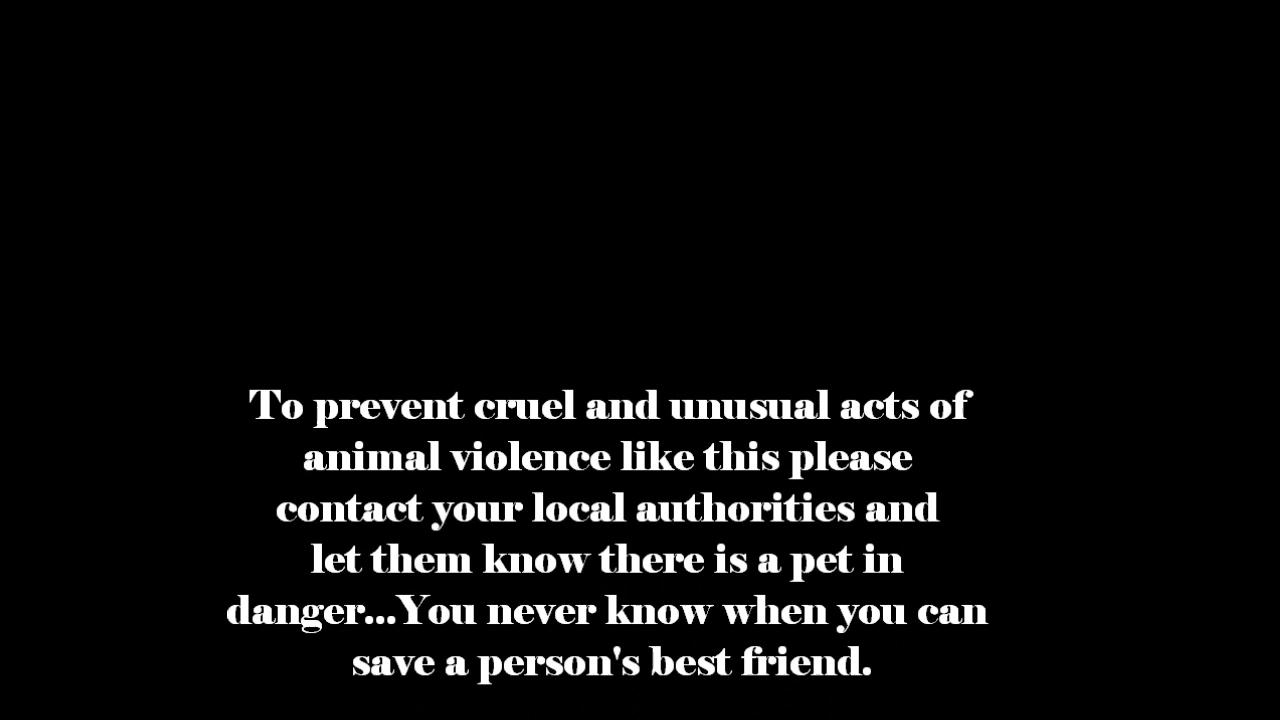 To prevent cruel and unusual acts of
animal violence like this please
contact your local authorities and
let them know there is a pet in
danger...You never know when you can
save a person's best friend.